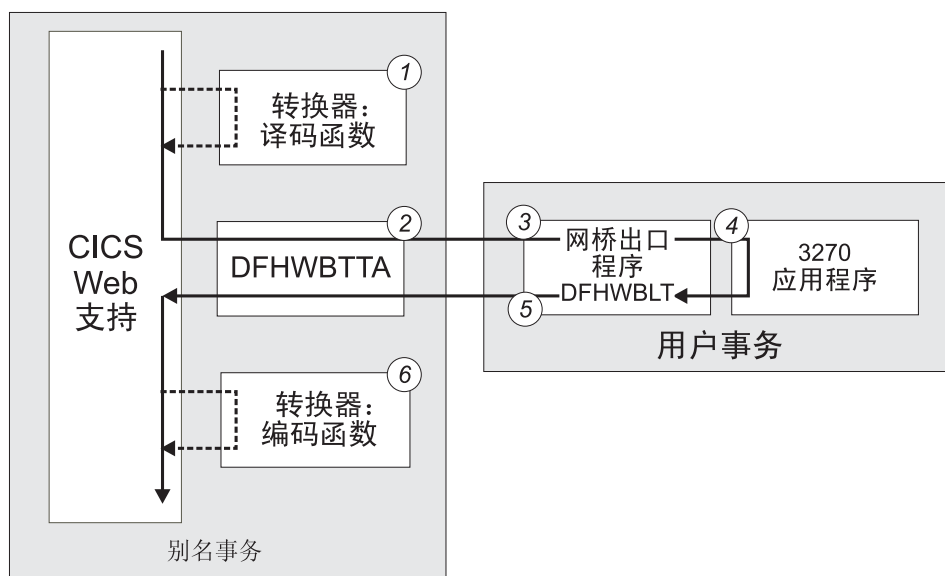 1
转换器：
译码函数
CICS
Web
支持
2
DFHWBTTA
3
网桥出口
程序
DFHWBLT
5
4
3270
应用程序
用户事务
6
转换器：
编码函数
别名事务